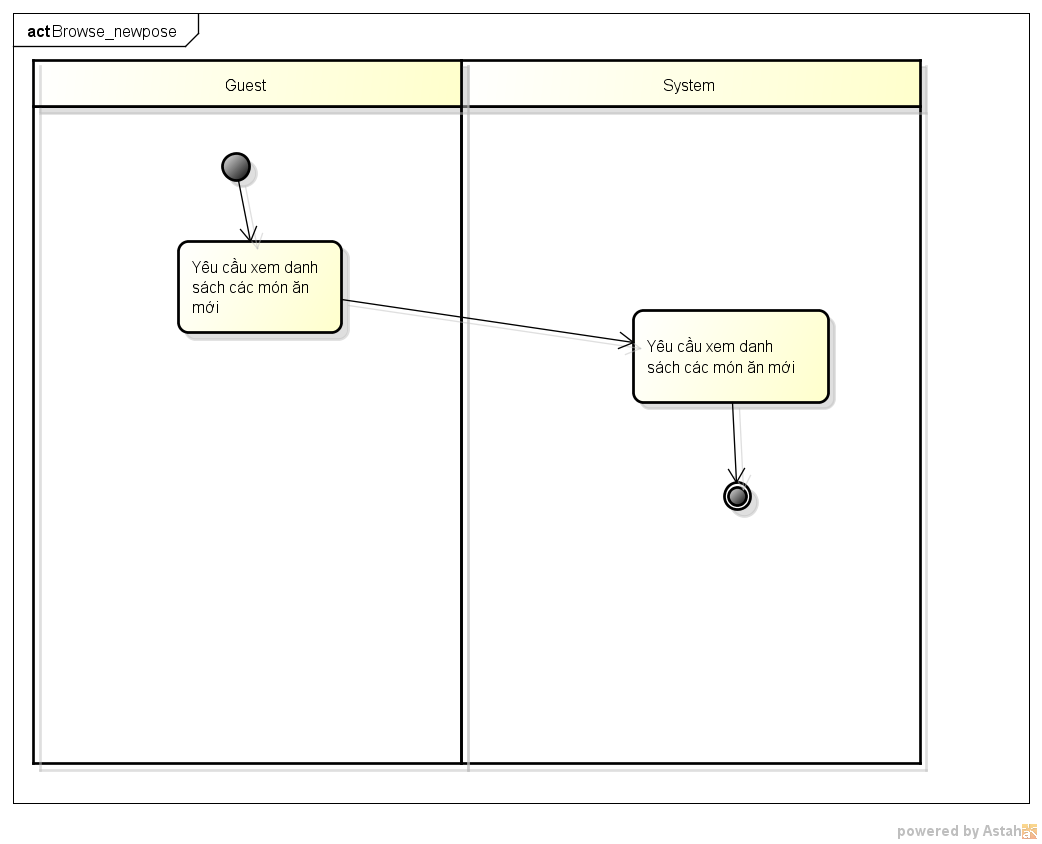 act Browse_newpose
Guest
System
Yêu cầu xem danh
sách các món ăn
mới
Yêu cầu xem danh
sách các món ăn mới
powered by Astah